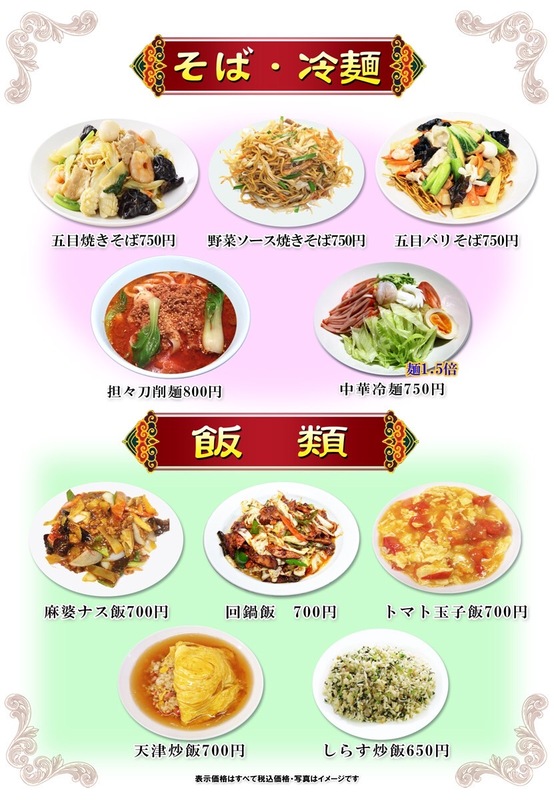 そば・冷麺
五目焼きそば750円
野菜ソース焼きそば750円
五目バリそば750円
担々刀削麺800円
麺1.5倍
中華冷麺750円
飯 類
麻婆ナス飯700円
回鍋飯 700円
トマト玉子飯700円
天津炒飯700円
しらす炒飯650円
表示価格はすべて税込価格・写真はイメージです